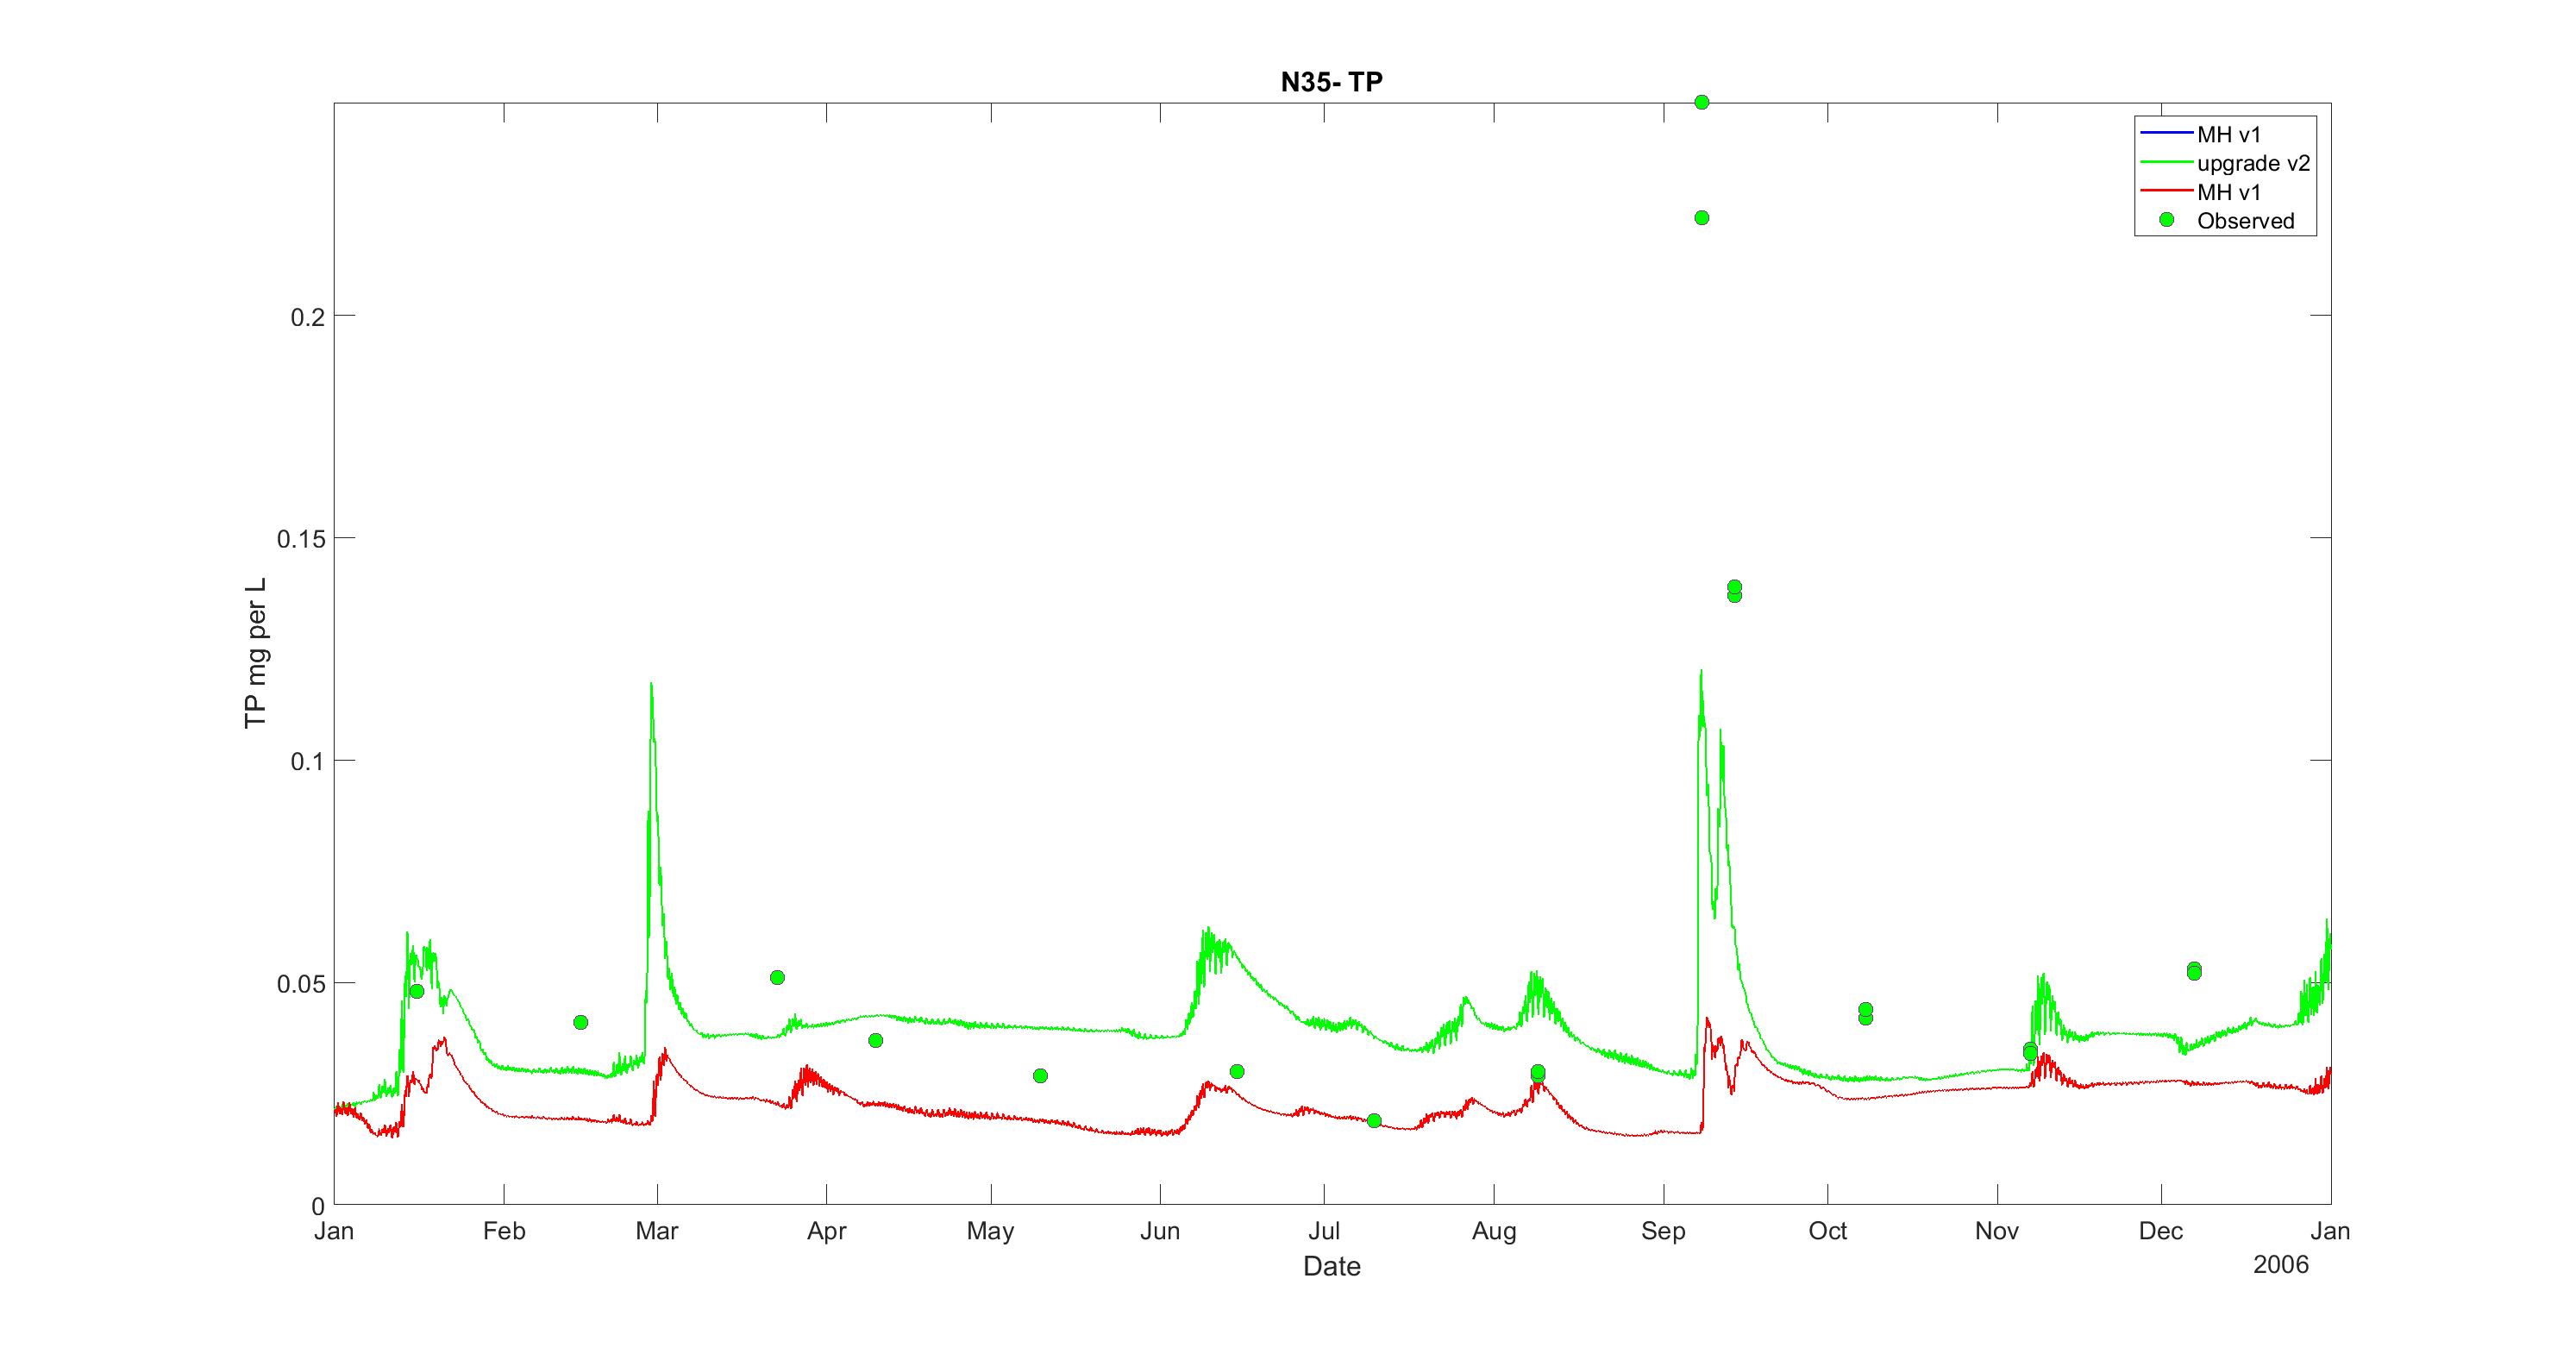 N35- TP
MH v1
upgrade v2
MH v1
Observed
TP mg per L
0.2
0.15
0.1
0.05
0
Jan Feb Mar Apr May Jun Jul Aug Sep Oct Nov Dec Jan
Date
2006